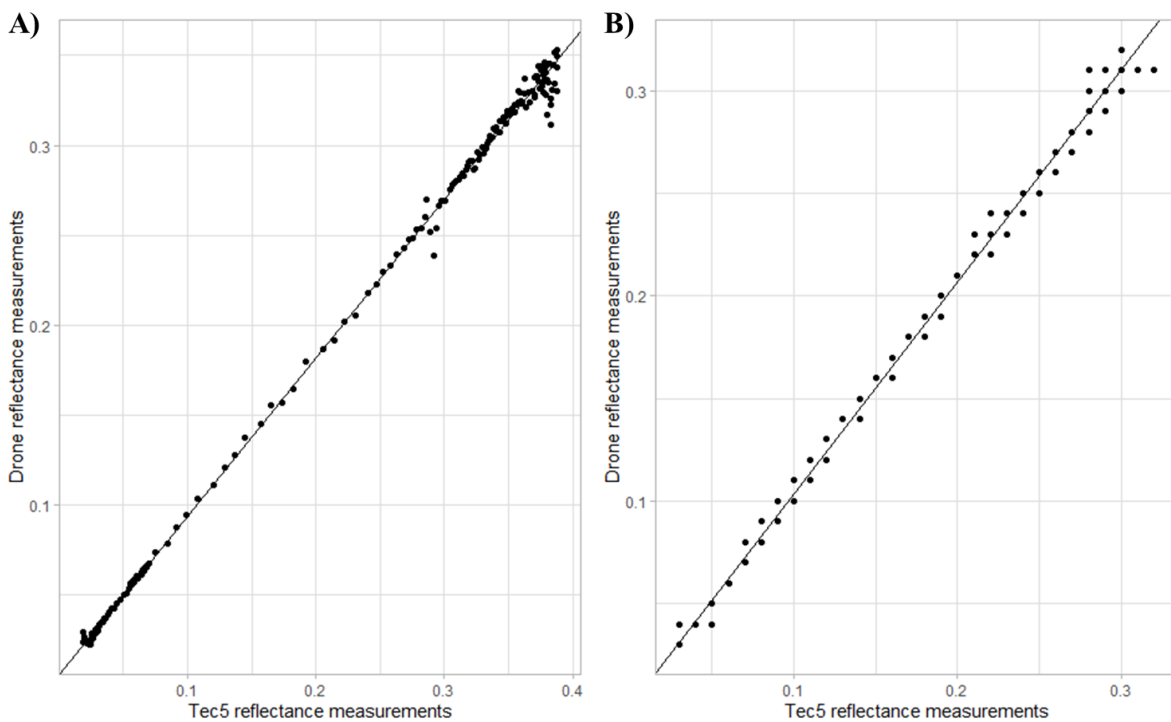 A)
B)
Drone reflectance measurements
0.3
0.2
0.1
0.1 0.2 0.3 0.4
Tec5 reflectance measurements
Drone reflectance measurements
0.3
0.2
0.1
0.1 0.2 0.3
Tec5 reflectance measurements